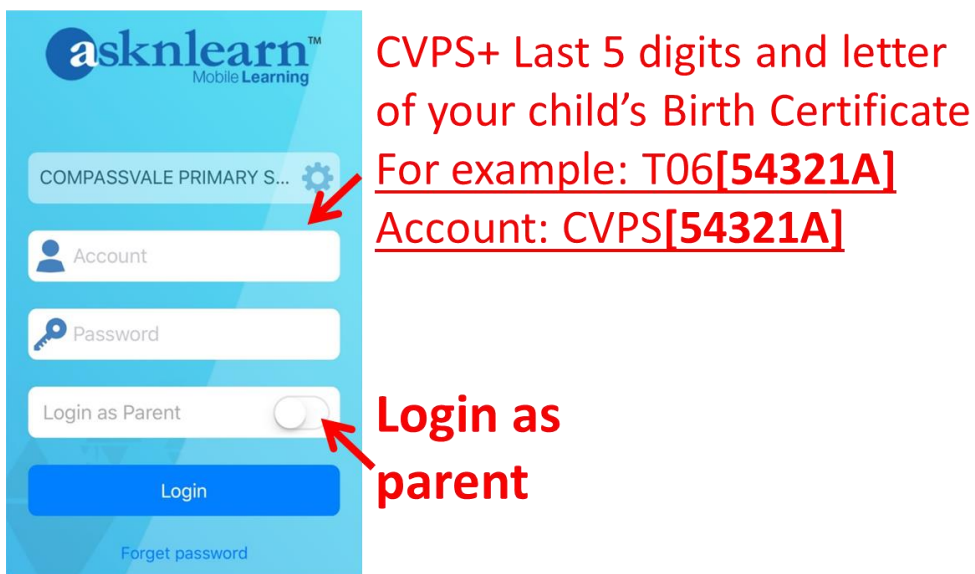 asknlearn™
Mobile Learning
COMPASSVALE PRIMARY S...
Account
Password
Login as Parent
Login
Forget password
CVPS+ Last 5 digits and letter
of your child’s Birth Certificate
For example: T06[54321A]
Account: CVPS[54321A]
Login as
parent